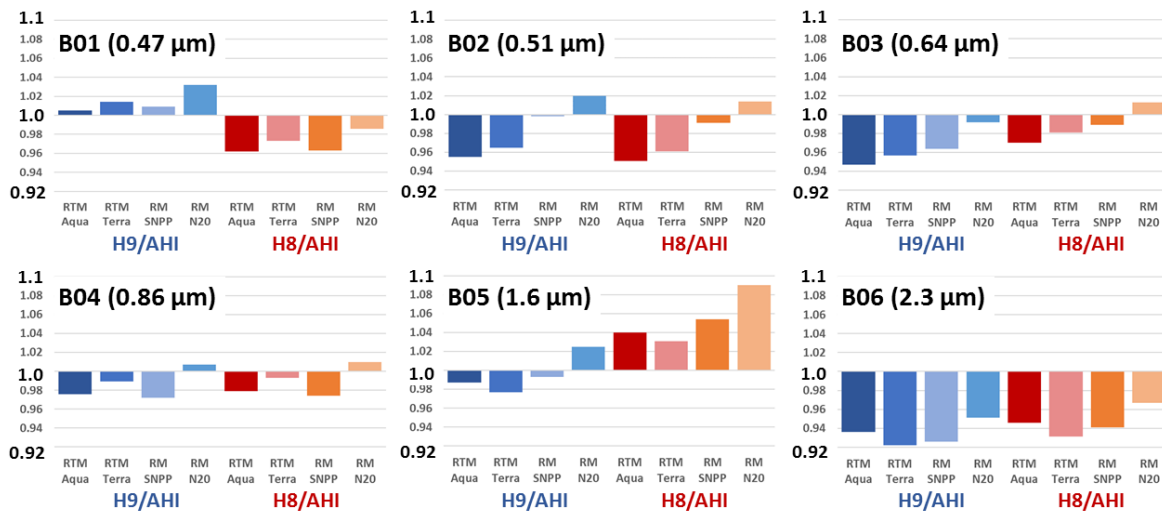 B01 (0.47 µm)
1.1
1.08
1.06
1.04
1.02
1.0
0.98
0.96
0.94
0.92
RTM Aqua
RTM Terra
RM SNPP
RM N20
RTM Aqua
RTM Terra
RM SNPP
RM N20
H9/AHI H8/AHI
B02 (0.51 µm)
1.1
1.08
1.06
1.04
1.02
1.0
0.98
0.96
0.94
0.92
RTM Aqua
RTM Terra
RM SNPP
RM N20
RTM Aqua
RTM Terra
RM SNPP
RM N20
H9/AHI H8/AHI
B03 (0.64 µm)
1.1
1.08
1.06
1.04
1.02
1.0
0.98
0.96
0.94
0.92
RTM Aqua
RTM Terra
RM SNPP
RM N20
RTM Aqua
RTM Terra
RM SNPP
RM N20
H9/AHI H8/AHI
B04 (0.86 µm)
1.1
1.08
1.06
1.04
1.02
1.0
0.98
0.96
0.94
0.92
RTM Aqua
RTM Terra
RM SNPP
RM N20
RTM Aqua
RTM Terra
RM SNPP
RM N20
H9/AHI H8/AHI
B05 (1.6 µm)
1.1
1.08
1.06
1.04
1.02
1.0
0.98
0.96
0.94
0.92
RTM Aqua
RTM Terra
RM SNPP
RM N20
RTM Aqua
RTM Terra
RM SNPP
RM N20
H9/AHI H8/AHI
B06 (2.3 µm)
1.1
1.08
1.06
1.04
1.02
1.0
0.98
0.96
0.94
0.92
RTM Aqua
RTM Terra
RM SNPP
RM N20
RTM Aqua
RTM Terra
RM SNPP
RM N20
H9/AHI H8/AHI